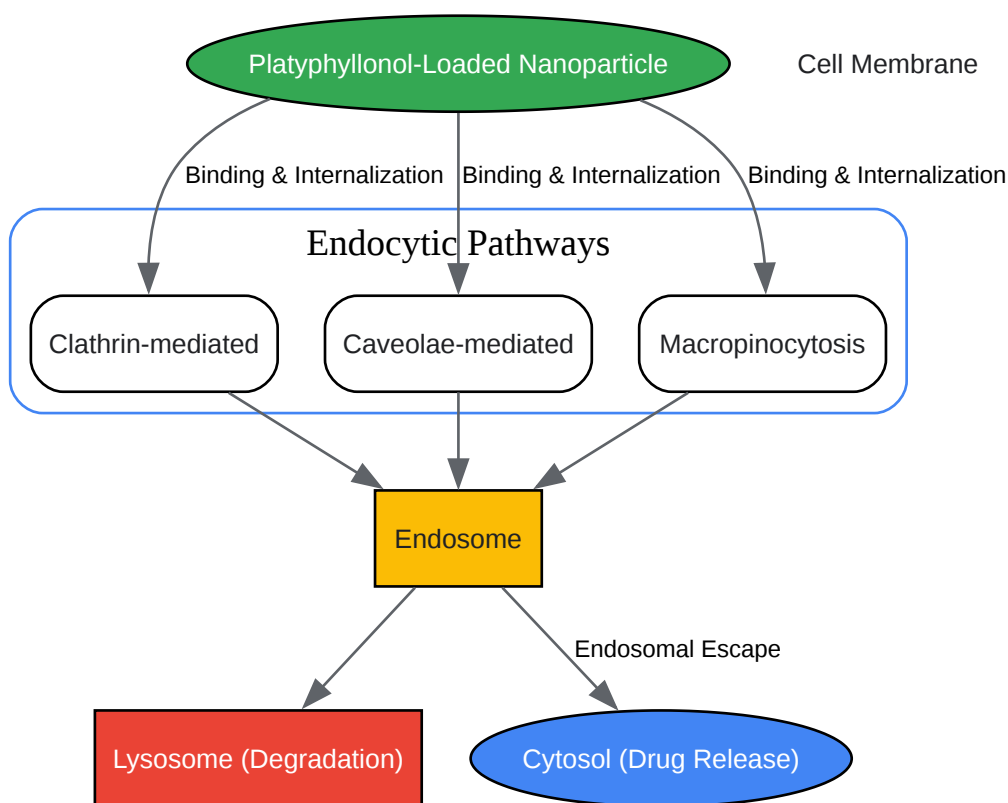 Platyphyllonol-Loaded Nanoparticle
Cell Membrane
Binding & Internalization
Binding & Internalization
Binding & Internalization
Endocytic Pathways
Clathrin-mediated
Caveolae-mediated
Macropinocytosis
Endosome
Endosomal Escape
Lysosome (Degradation)
Cytosol (Drug Release)